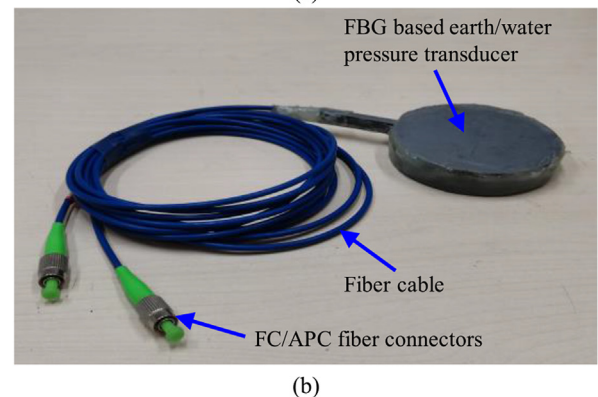 FBG based earth/water
pressure transducer
Fiber cable
FC/APC fiber connectors
(b)